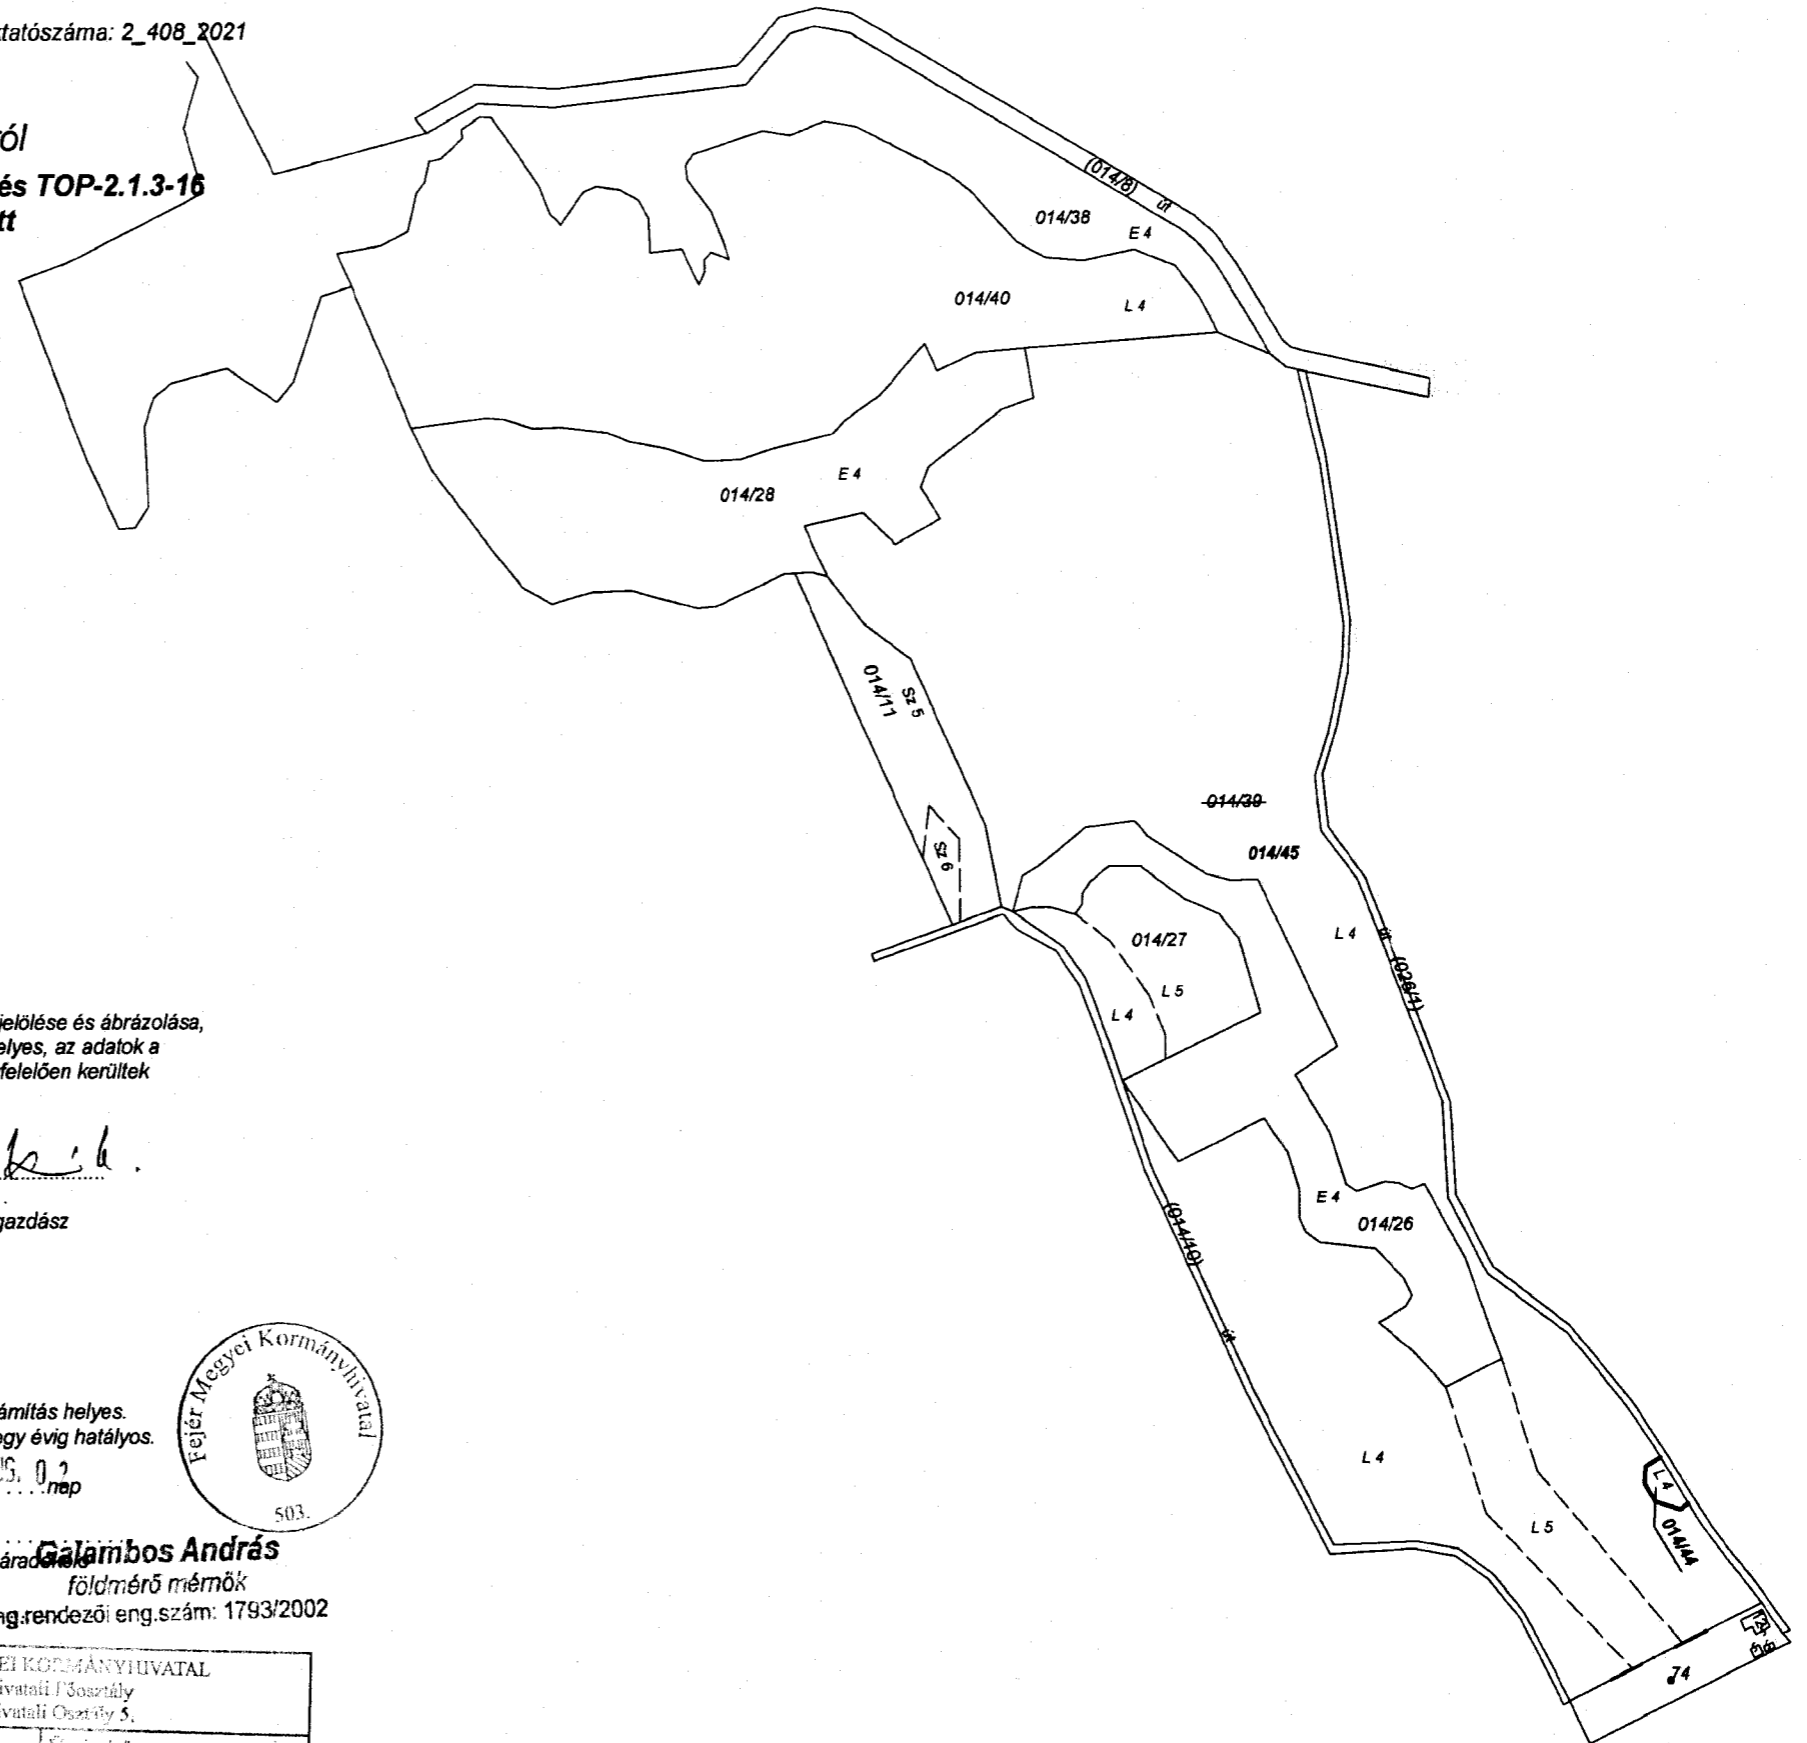 tatószáma: 2_408_2021
ról
és TOP-2.1.3-16
tt
(014/8) út
014/38
E 4
014/40
L 4
E 4
014/28
014/11
Sz 5
Sz 6
014/39
014/45
L 4
út (026/1)
014/27
L 5
L 4
E 4
014/26
(014/10)
út
L 4
L 5
L 4
014/44
74
jelölése és ábrázolása,
elyes, az adatok a
felelően kerültek
gazdász
ámítás helyes.
egy évig hatályos.
02
nap
Fejér Megyei Kormányhivatal
503.
Galambos András
földmérő mérnök
ng.rendezői eng.szám: 1793/2002
EI KORMÁNYHIVATAL
ivatali Főosztály
ivatali Osztály 5.